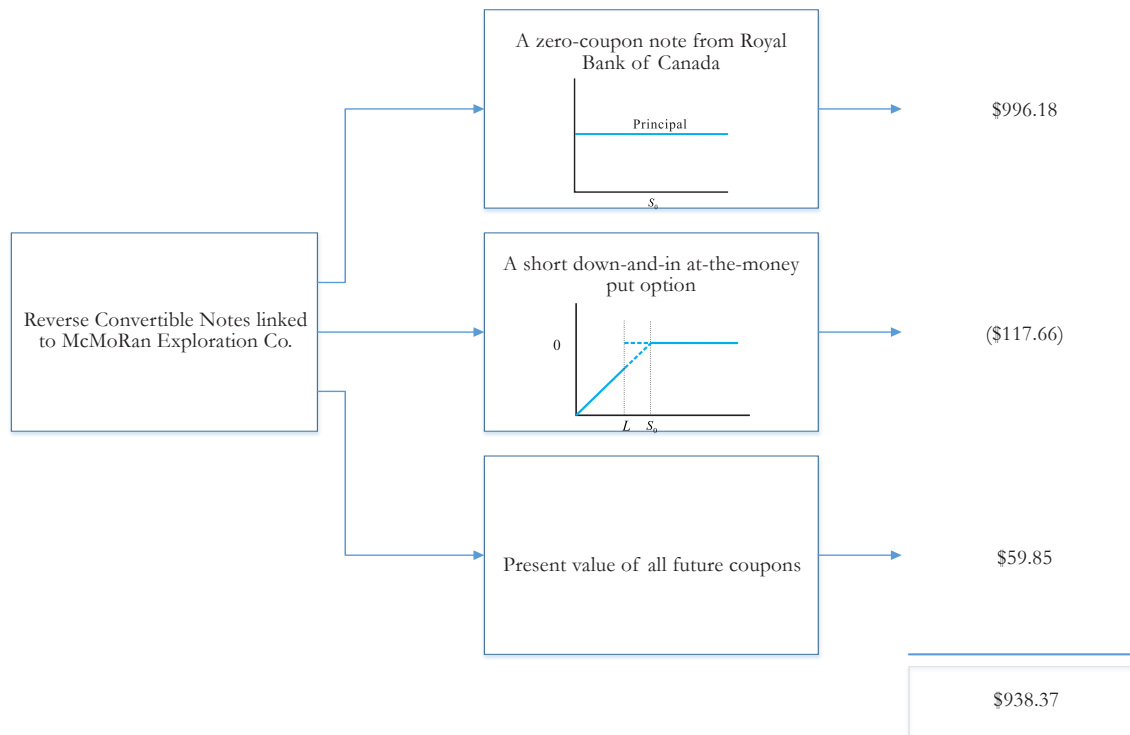 A zero-coupon note from Royal
Bank of Canada
Principal
S₀
$996.18
Reverse Convertible Notes linked
to McMoRan Exploration Co.
A short down-and-in at-the-money
put option
0
L S₀
($117.66)
Present value of all future coupons
$59.85
$938.37